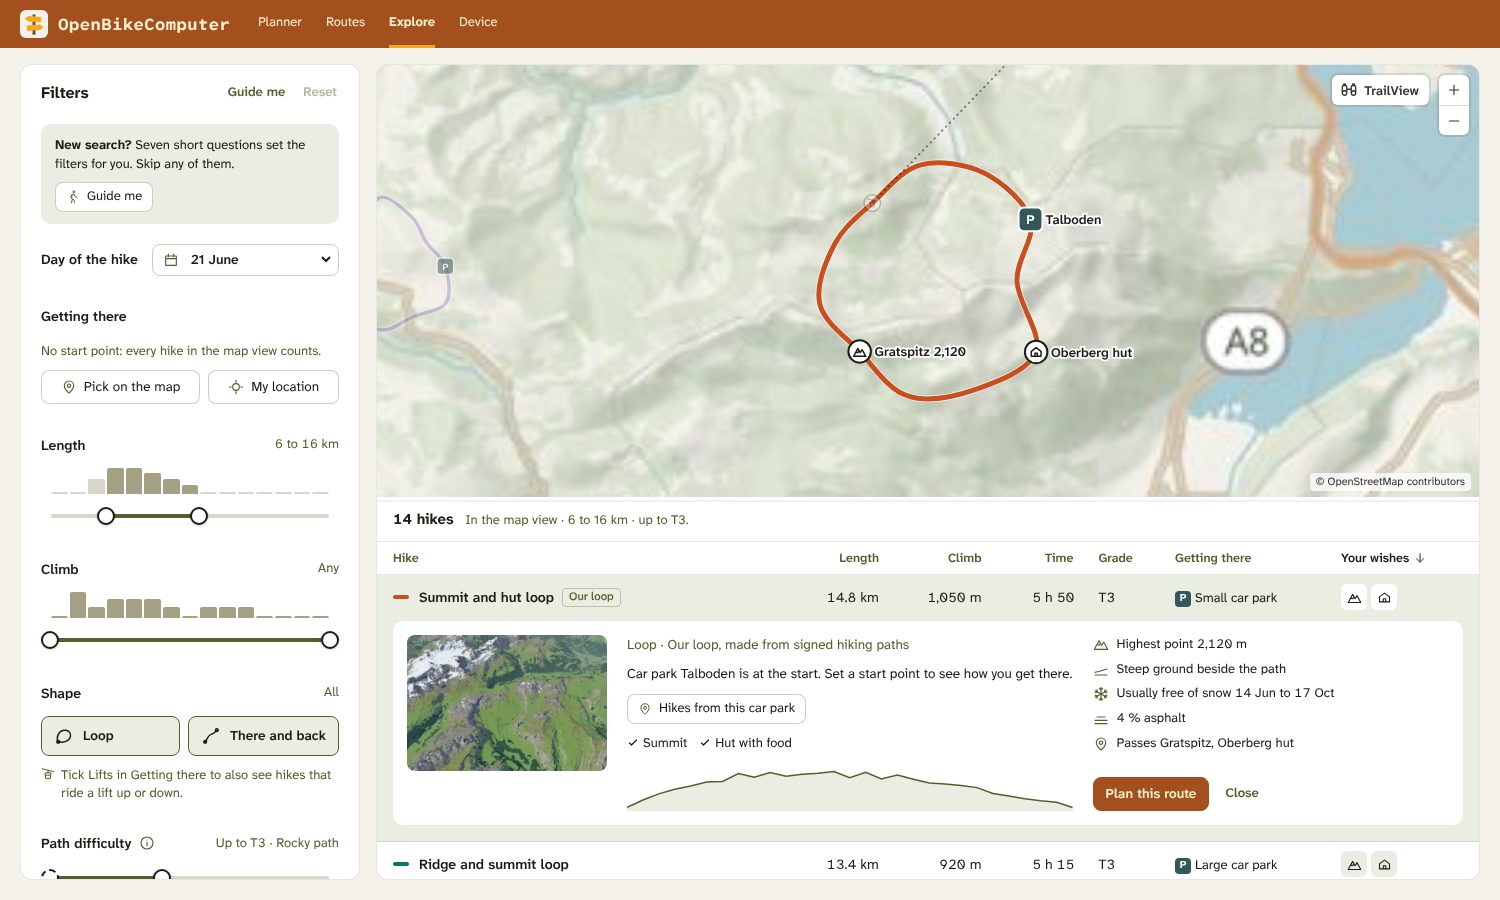 OpenBikeComputer
Planner
Routes
Explore
Device
Filters
Guide me
Reset
New search? Seven short questions set the
filters for you. Skip any of them.
Guide me
Day of the hike
21 June
Getting there
No start point: every hike in the map view counts.
Pick on the map
My location
Length
6 to 16 km
Climb
Any
Shape
All
Loop
There and back
Tick Lifts in Getting there to also see hikes that
ride a lift up or down.
Path difficulty
Up to T3 · Rocky path
TrailView
+
−
P
P Talboden
Gratspitz 2,120
Oberberg hut
A8
© OpenStreetMap contributors
14 hikes
In the map view · 6 to 16 km · up to T3.
Hike
Length
Climb
Time
Grade
Getting there
Your wishes ↓
Summit and hut loop
Our loop
14.8 km
1,050 m
5 h 50
T3
P Small car park
Loop · Our loop, made from signed hiking paths
Car park Talboden is at the start. Set a start point to see how you get there.
Hikes from this car park
✓ Summit
✓ Hut with food
Highest point 2,120 m
Steep ground beside the path
Usually free of snow 14 Jun to 17 Oct
4 % asphalt
Passes Gratspitz, Oberberg hut
Plan this route
Close
Ridge and summit loop
13.4 km
920 m
5 h 15
T3
P Large car park